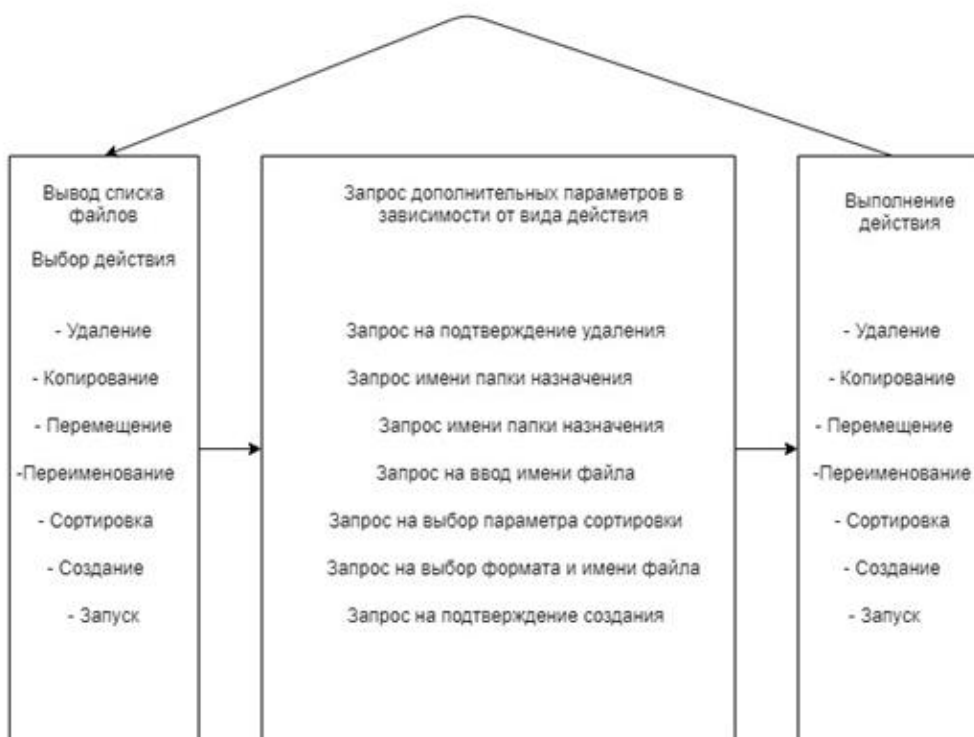 Вывод списка
файлов
Выбор действия
- Удаление
- Копирование
- Перемещение
-Переименование
- Сортировка
- Создание
- Запуск
Запрос дополнительных параметров в
зависимости от вида действия
Запрос на подтверждение удаления
Запрос имени папки назначения
Запрос имени папки назначения
Запрос на ввод имени файла
Запрос на выбор параметра сортировки
Запрос на выбор формата и имени файла
Запрос на подтверждение создания
Выполнение
действия
- Удаление
- Копирование
- Перемещение
-Переименование
- Сортировка
- Создание
- Запуск